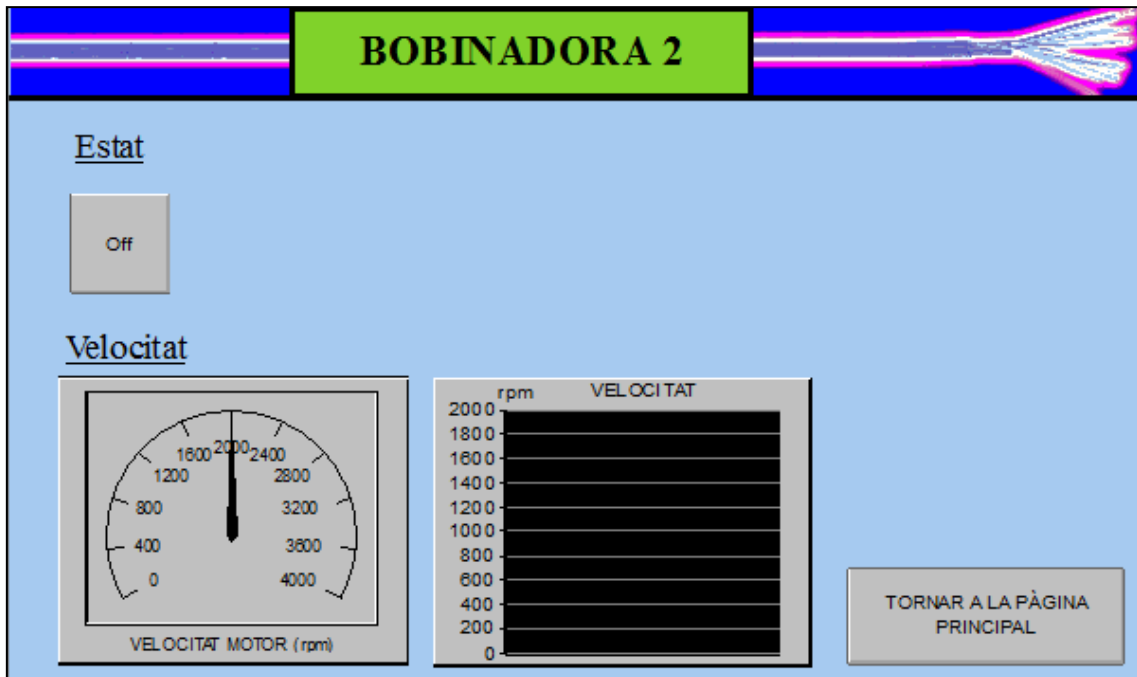 BOBINADORA 2
Estat
Off
Velocitat
0
400
800
1200
1600
2000
2400
2800
3200
3600
4000
VELOCITAT MOTOR (rpm)
rpm VELOCITAT
2000
1800
1600
1400
1200
1000
800
600
400
200
0
TORNAR A LA PÀGINA
PRINCIPAL